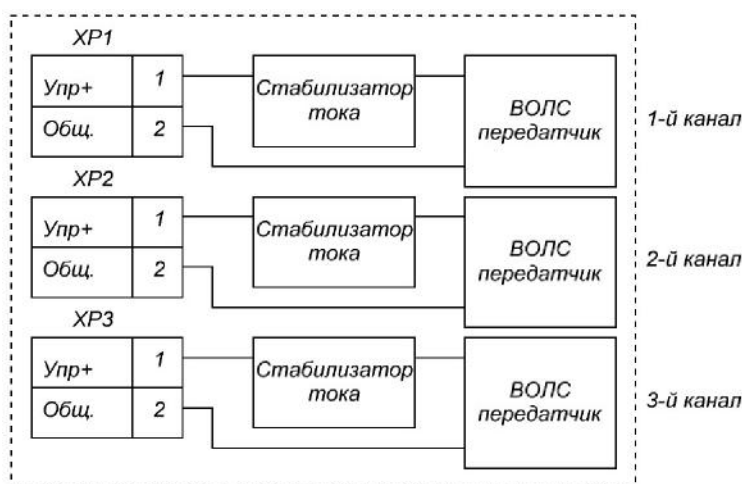 XP1
Упр+ 1
Общ. 2
Стабилизатор
тока
ВОЛС
передатчик
1-й канал
XP2
Упр+ 1
Общ. 2
Стабилизатор
тока
ВОЛС
передатчик
2-й канал
XP3
Упр+ 1
Общ. 2
Стабилизатор
тока
ВОЛС
передатчик
3-й канал